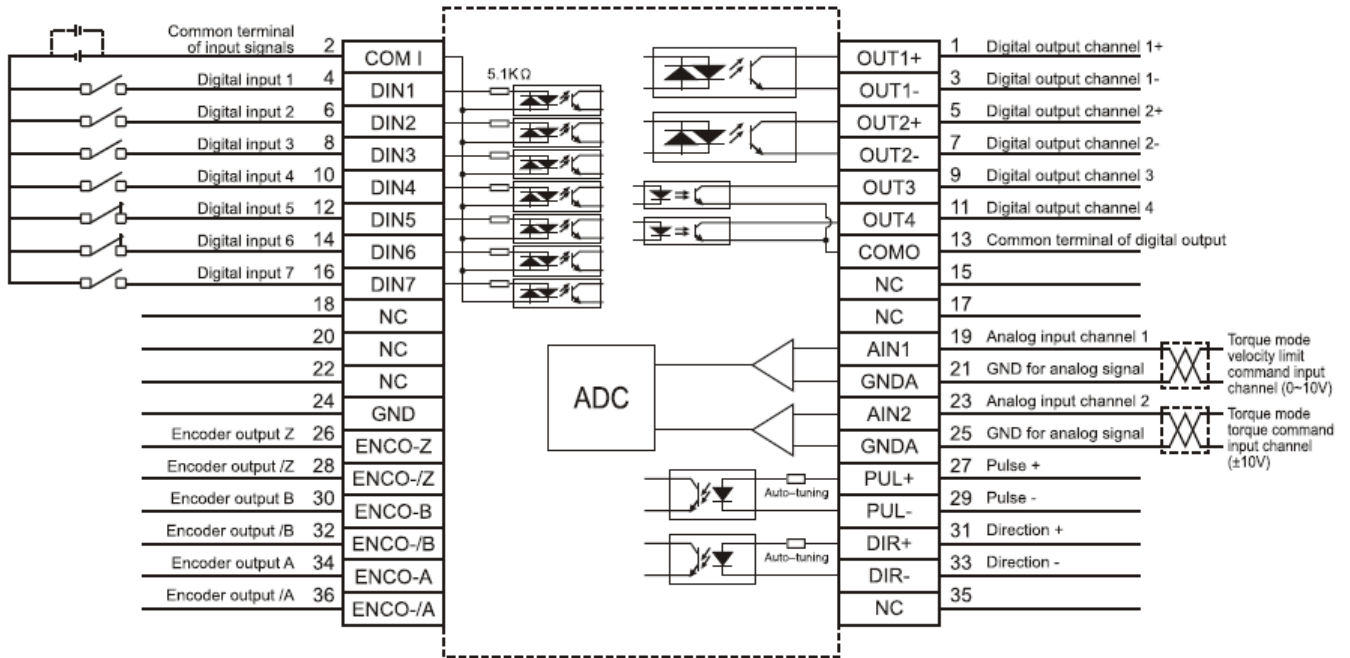 Common terminal
of input signals 2 COM I
Digital input 1 4 DIN1
Digital input 2 6 DIN2
Digital input 3 8 DIN3
Digital input 4 10 DIN4
Digital input 5 12 DIN5
Digital input 6 14 DIN6
Digital input 7 16 DIN7
18 NC
20 NC
22 NC
24 GND
Encoder output Z 26 ENCO-Z
Encoder output /Z 28 ENCO-/Z
Encoder output B 30 ENCO-B
Encoder output /B 32 ENCO-/B
Encoder output A 34 ENCO-A
Encoder output /A 36 ENCO-/A
5.1KΩ
ADC
Auto-tuning
Auto-tuning
OUT1+ 1 Digital output channel 1+
OUT1- 3 Digital output channel 1-
OUT2+ 5 Digital output channel 2+
OUT2- 7 Digital output channel 2-
OUT3 9 Digital output channel 3
OUT4 11 Digital output channel 4
COMO 13 Common terminal of digital output
NC 15
NC 17
AIN1 19 Analog input channel 1
GNDA 21 GND for analog signal
AIN2 23 Analog input channel 2
GNDA 25 GND for analog signal
PUL+ 27 Pulse +
PUL- 29 Pulse -
DIR+ 31 Direction +
DIR- 33 Direction -
NC 35
Torque mode
velocity limit
command input
channel (0~10V)
Torque mode
torque command
input channel
(±10V)